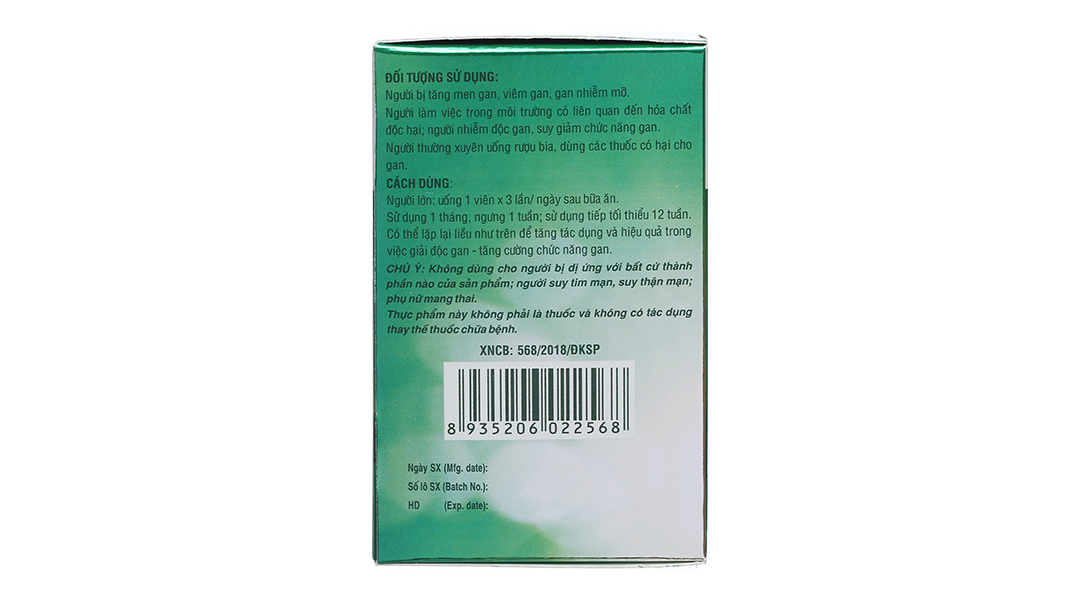 ĐỐI TƯỢNG SỬ DỤNG:
Người bị tăng men gan, viêm gan, gan nhiễm mỡ.
Người làm việc trong môi trường có liên quan đến hóa chất
độc hại; người nhiễm độc gan, suy giảm chức năng gan.
Người thường xuyên uống rượu bia, dùng các thuốc có hại cho
gan.
CÁCH DÙNG:
Người lớn: uống 1 viên x 3 lần/ ngày sau bữa ăn.
Sử dụng 1 tháng, ngưng 1 tuần; sử dụng tiếp tối thiểu 12 tuần.
Có thể lặp lại liều như trên để tăng tác dụng và hiệu quả trong
việc giải độc gan - tăng cường chức năng gan.
CHÚ Ý: Không dùng cho người bị dị ứng với bất cứ thành
phần nào của sản phẩm; người suy tim mạn, suy thận mạn;
phụ nữ mang thai.
Thực phẩm này không phải là thuốc và không có tác dụng
thay thế thuốc chữa bệnh.
XNCB: 568/2018/ĐKSP
8 935206 022568
Ngày SX (Mfg. date):
Số lô SX (Batch No.):
HD (Exp. date):